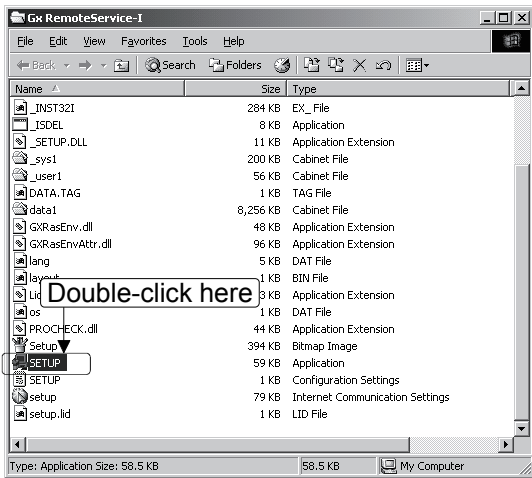 Gx RemoteService-I
File Edit View Favorites Tools Help
Back Search Folders
Name Size Type
_INST32I 284 KB EX_ File
_ISDEL 8 KB Application
_SETUP.DLL 11 KB Application Extension
_sys1 200 KB Cabinet File
_user1 56 KB Cabinet File
DATA.TAG 1 KB TAG File
data1 8,256 KB Cabinet File
GXRasEnv.dll 48 KB Application Extension
GXRasEnvAttr.dll 96 KB Application Extension
lang 5 KB DAT File
layout 1 KB BIN File
Double-click here
3 KB Application Extension
os 1 KB DAT File
PROCHECK.dll 44 KB Application Extension
Setup 394 KB Bitmap Image
SETUP 59 KB Application
SETUP 1 KB Configuration Settings
setup 79 KB Internet Communication Settings
setup.lid 1 KB LID File
Type: Application Size: 58.5 KB 58.5 KB My Computer